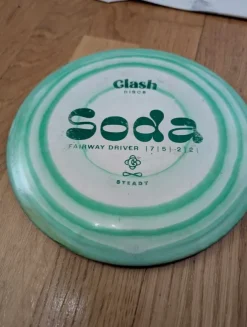 Clash
DISCS
Soda
FAIRWAY DRIVER |7|5|-2|2|
STEADY